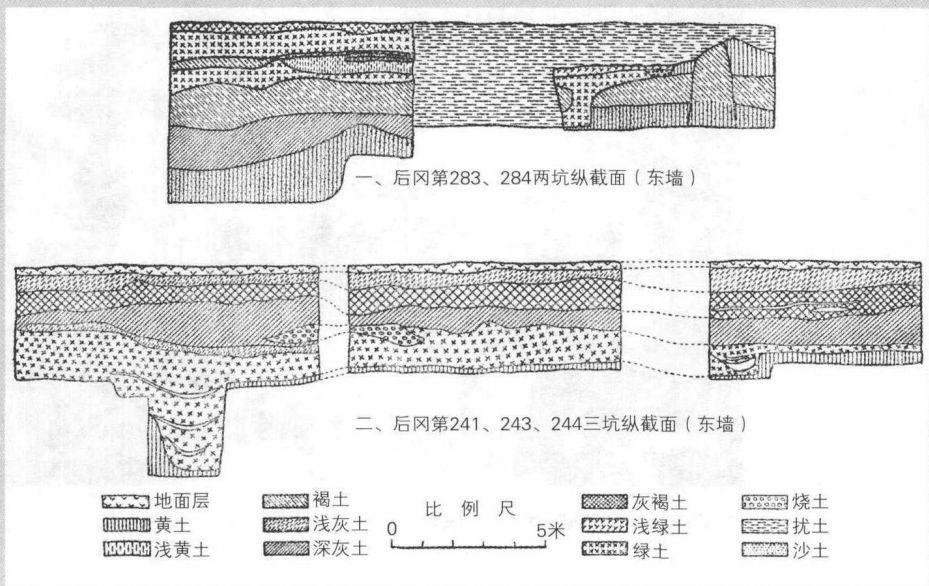 一、后冈第283、284两坑纵截面（东墙）
二、后冈第241、243、244三坑纵截面（东墙）
地面层 褐土 比例尺 灰褐土 烧土
黄土 浅灰土 0 5米 浅绿土 扰土
浅黄土 深灰土 绿土 沙土